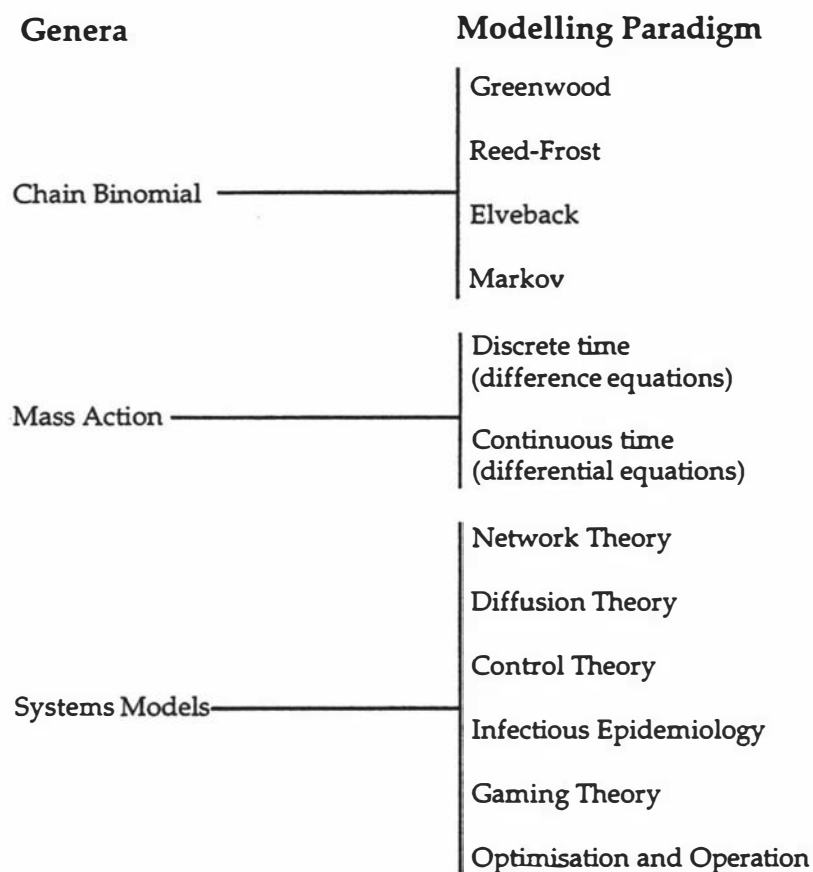 Genera
Modelling Paradigm
Chain Binomial
Greenwood
Reed-Frost
Elveback
Markov
Mass Action
Discrete time
(difference equations)
Continuous time
(differential equations)
Systems Models
Network Theory
Diffusion Theory
Control Theory
Infectious Epidemiology
Gaming Theory
Optimisation and Operation